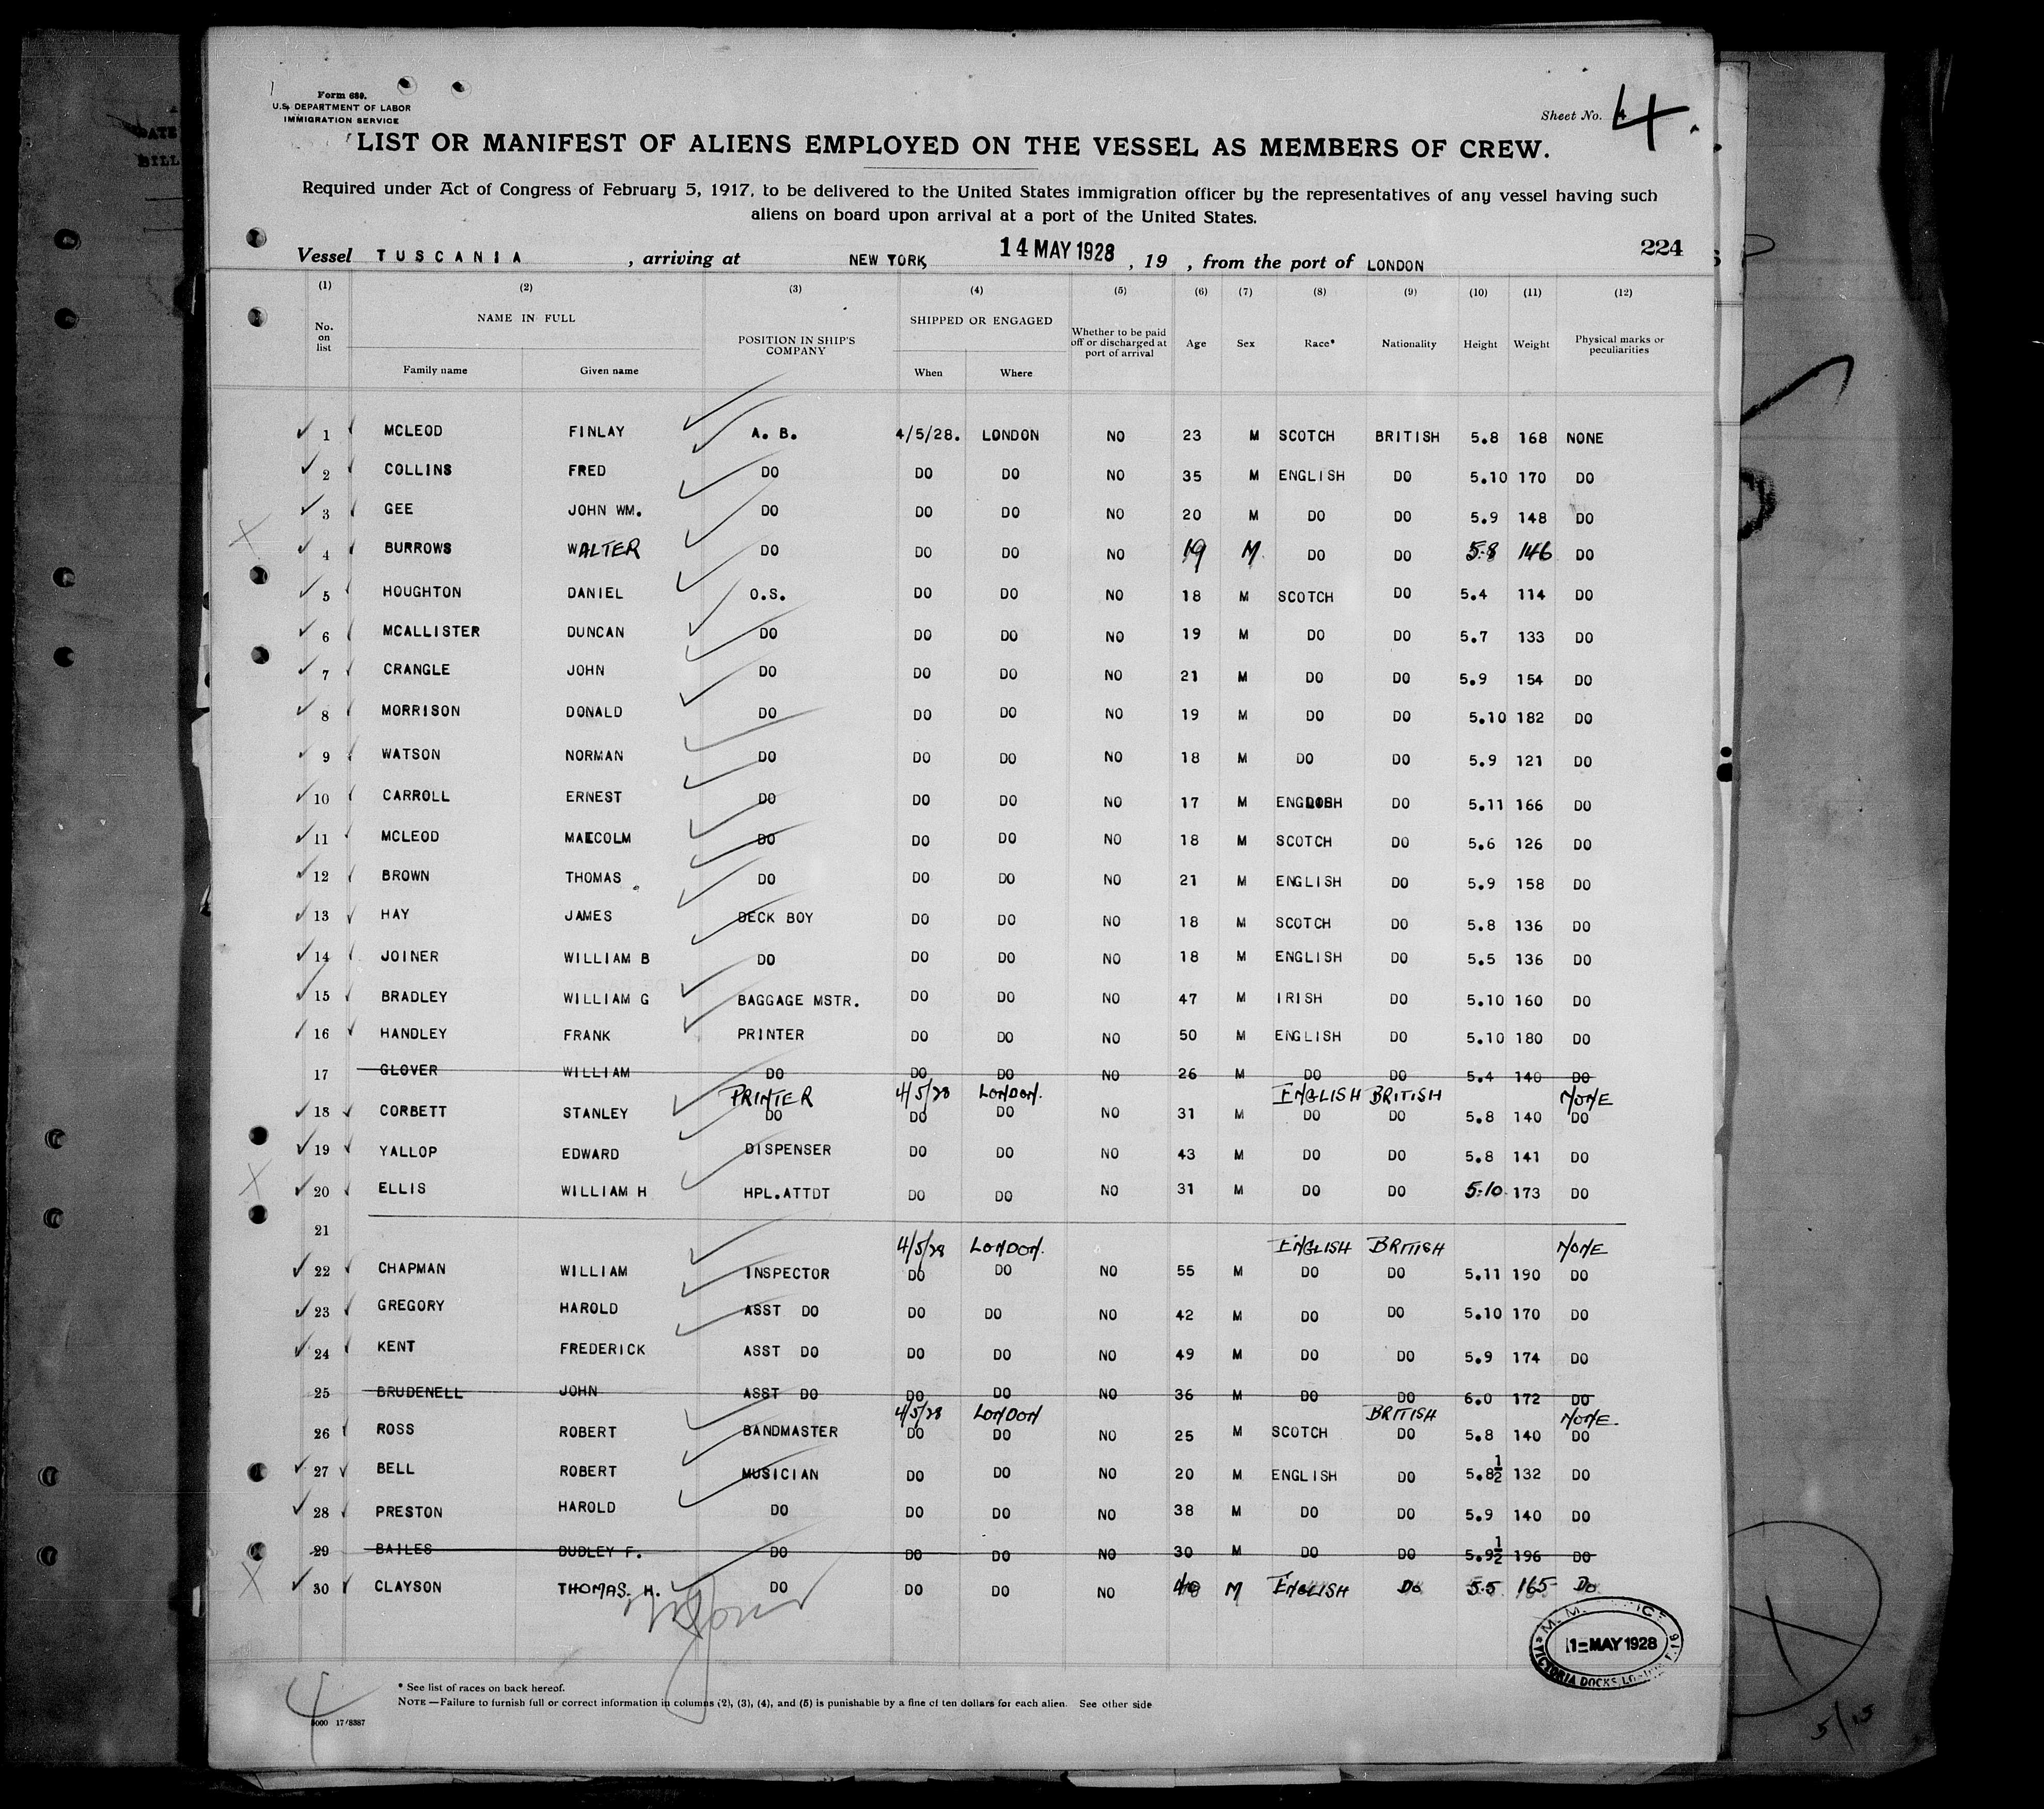 Form 689.
U.S. DEPARTMENT OF LABOR
IMMIGRATION SERVICE
Sheet No. 4
LIST OR MANIFEST OF ALIENS EMPLOYED ON THE VESSEL AS MEMBERS OF CREW.
Required under Act of Congress of February 5, 1917, to be delivered to the United States immigration officer by the representatives of any vessel having such
aliens on board upon arrival at a port of the United States.
224
Vessel TUSCANIA , arriving at NEW YORK 14 MAY 1928 , 19 , from the port of LONDON
(1) (2) (3) (4) (5) (6) (7) (8) (9) (10) (11) (12)
No. on list NAME IN FULL Family name Given name POSITION IN SHIP'S COMPANY SHIPPED OR ENGAGED When Where Whether to be paid off or discharged at port of arrival Age Sex Race* Nationality Height Weight Physical marks or peculiarities
1 MCLEOD FINLAY A. B. 4/5/28. LONDON NO 23 M SCOTCH BRITISH 5.8 168 NONE
2 COLLINS FRED DO DO DO NO 35 M ENGLISH DO 5.10 170 DO
3 GEE JOHN WM. DO DO DO NO 20 M DO DO 5.9 148 DO
4 BURROWS WALTER DO DO DO NO 19 M. DO DO 5.8 146 DO
5 HOUGHTON DANIEL O.S. DO DO NO 18 M SCOTCH DO 5.4 114 DO
6 MCALLISTER DUNCAN DO DO DO NO 19 M DO DO 5.7 133 DO
7 CRANGLE JOHN DO DO DO NO 21 M DO DO 5.9 154 DO
8 MORRISON DONALD DO DO DO NO 19 M DO DO 5.10 182 DO
9 WATSON NORMAN DO DO DO NO 18 M DO DO 5.9 121 DO
10 CARROLL ERNEST DO DO DO NO 17 M ENGLISH DO 5.11 166 DO
11 MCLEOD MALCOLM DO DO DO NO 18 M SCOTCH DO 5.6 126 DO
12 BROWN THOMAS DO DO DO NO 21 M ENGLISH DO 5.9 158 DO
13 HAY JAMES DECK BOY DO DO NO 18 M SCOTCH DO 5.8 136 DO
14 JOINER WILLIAM B DO DO DO NO 18 M ENGLISH DO 5.5 136 DO
15 BRADLEY WILLIAM G BAGGAGE MSTR. DO DO NO 47 M IRISH DO 5.10 160 DO
16 HANDLEY FRANK PRINTER DO DO NO 50 M ENGLISH DO 5.10 180 DO
17 GLOVER WILLIAM DO DO DO NO 26 M DO DO 5.4 140 DO
PRINTER 4/5/28 LONDON. ENGLISH BRITISH NONE
18 CORBETT STANLEY DO DO DO NO 31 M DO DO 5.8 140 DO
19 YALLOP EDWARD DISPENSER DO DO NO 43 M DO DO 5.8 141 DO
20 ELLIS WILLIAM H HPL.ATTDT DO DO NO 31 M DO DO 5.10 173 DO
21
4/5/28 LONDON. ENGLISH BRITISH NONE
22 CHAPMAN WILLIAM INSPECTOR DO DO NO 55 M DO DO 5.11 190 DO
23 GREGORY HAROLD ASST DO DO DO NO 42 M DO DO 5.10 170 DO
24 KENT FREDERICK ASST DO DO DO NO 49 M DO DO 5.9 174 DO
25 BRUDENELL JOHN ASST DO DO DO NO 36 M DO DO 6.0 172 DO
4/5/28 LONDON BRITISH NONE.
26 ROSS ROBERT BANDMASTER DO DO NO 25 M SCOTCH DO 5.8 140 DO
27 BELL ROBERT MUSICIAN DO DO NO 20 M ENGLISH DO 5.8½ 132 DO
28 PRESTON HAROLD DO DO DO NO 38 M DO DO 5.9 140 DO
29 BAILES DUDLEY F. DO DO DO NO 30 M DO DO 5.9½ 196 DO
30 CLAYSON THOMAS. H. DO DO DO NO 40 M ENGLISH DO 5.5 165 DO
1-MAY 1928
VICTORIA DOCKS
* See list of races on back hereof.
NOTE—Failure to furnish full or correct information in columns (2), (3), (4), and (5) is punishable by a fine of ten dollars for each alien. See other side
4
5000 17/8387
5/15